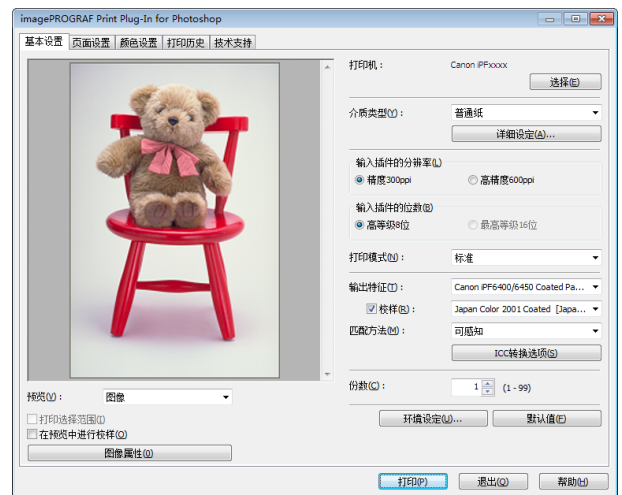 imagePROGRAF Print Plug-In for Photoshop
基本设置 页面设置 颜色设置 打印历史 技术支持
打印机： Canon iPFxxxx
选择(E)
介质类型(Y)： 普通纸
详细设定(A)...
输入插件的分辨率(L)
精度300ppi 高精度600ppi
输入插件的位数(B)
高等级8位 最高等级16位
打印模式(N)： 标准
输出特征(T)： Canon iPF6400/6450 Coated Pa...
校样(R)： Japan Color 2001 Coated [Japa...
匹配方法(M)： 可感知
ICC转换选项(S)
份数(C)： 1 (1 - 99)
预览(V)： 图像
打印选择范围(I)
在预览中进行校样(O)
图像属性(0)
环境设定(U)... 默认值(F)
打印(P) 退出(Q) 帮助(H)